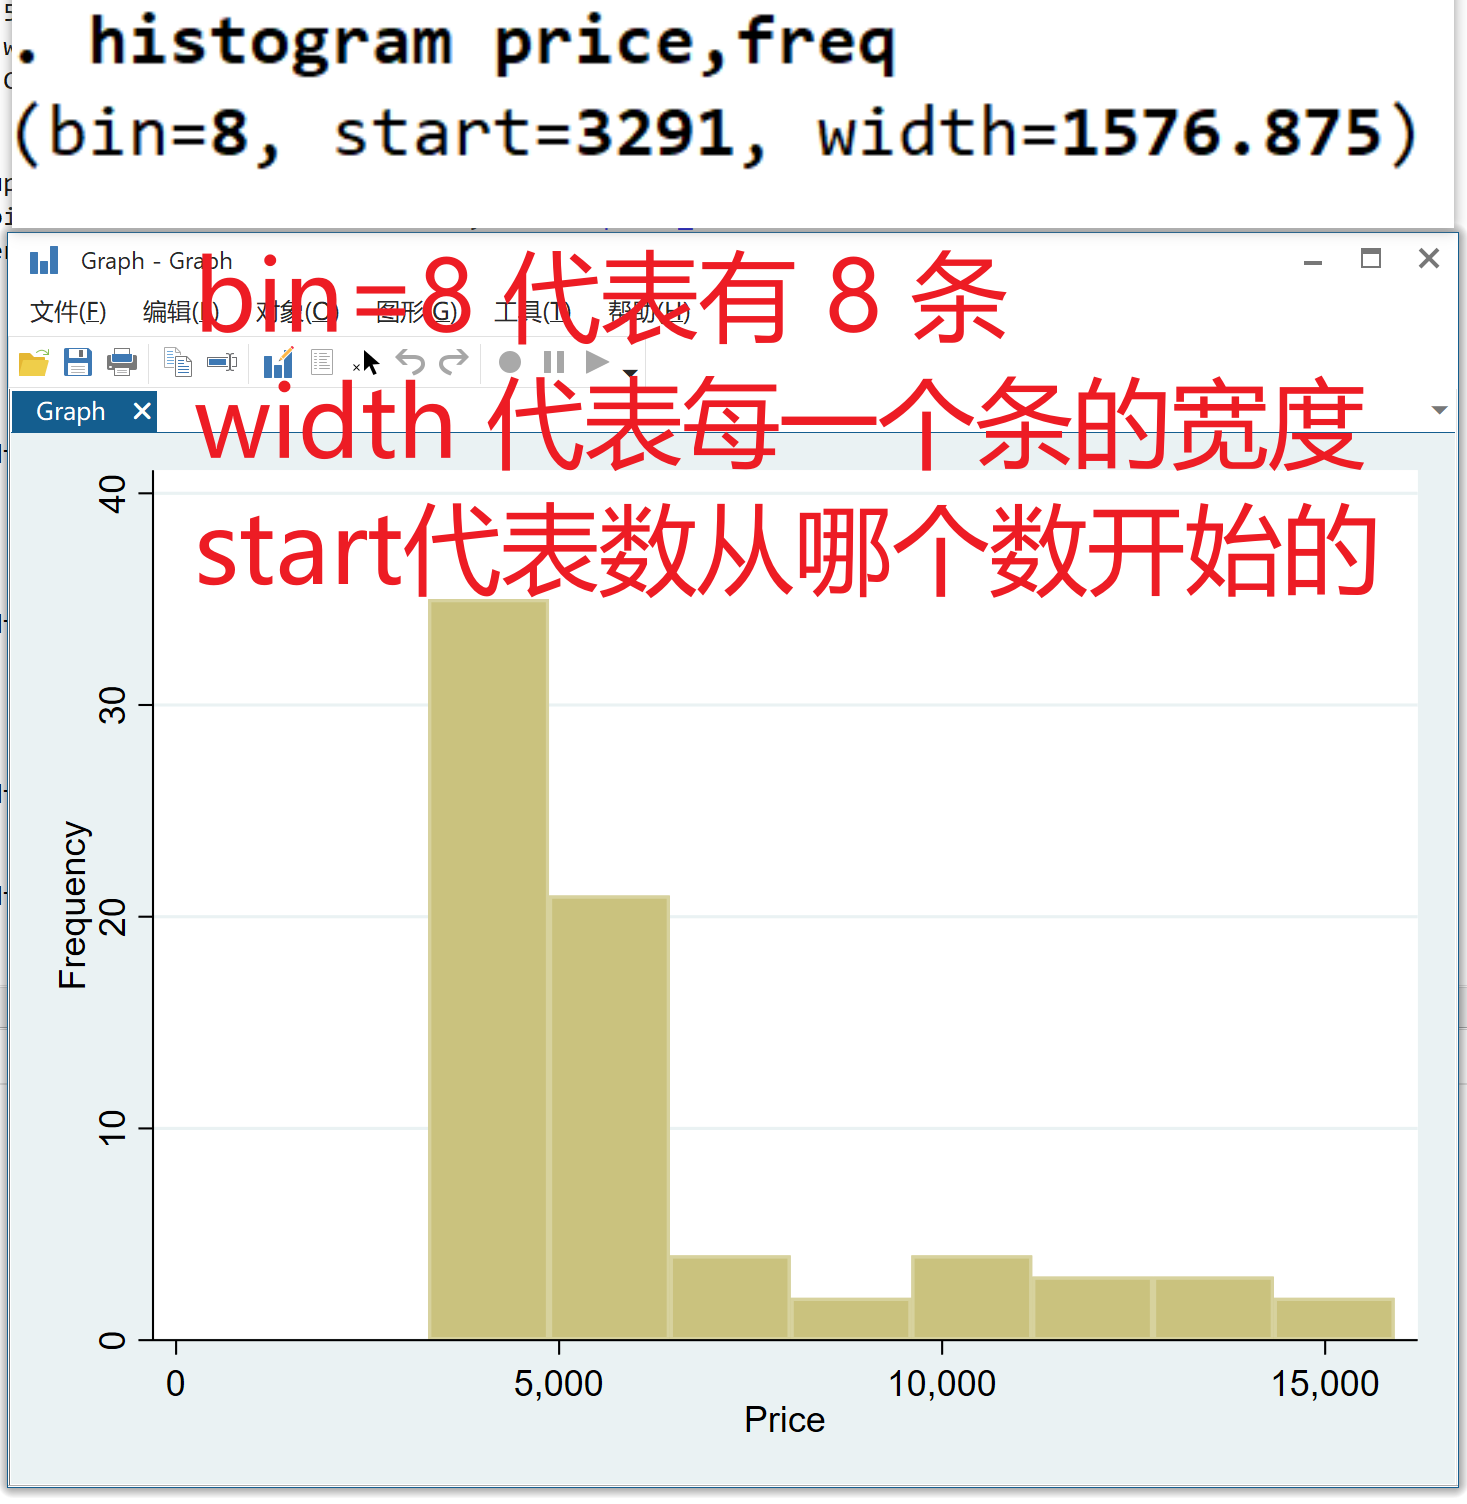 . histogram price,freq
(bin=8, start=3291, width=1576.875)
Graph - Graph
bin=8 代表有 8 条
文件(F) 编辑(E) 对象(O) 图形(G) 工具(T) 帮助(H)
Graph
width 代表每一个条的宽度
start代表数从哪个数开始的
40
30
20
10
0
Frequency
0 5,000 10,000 15,000
Price